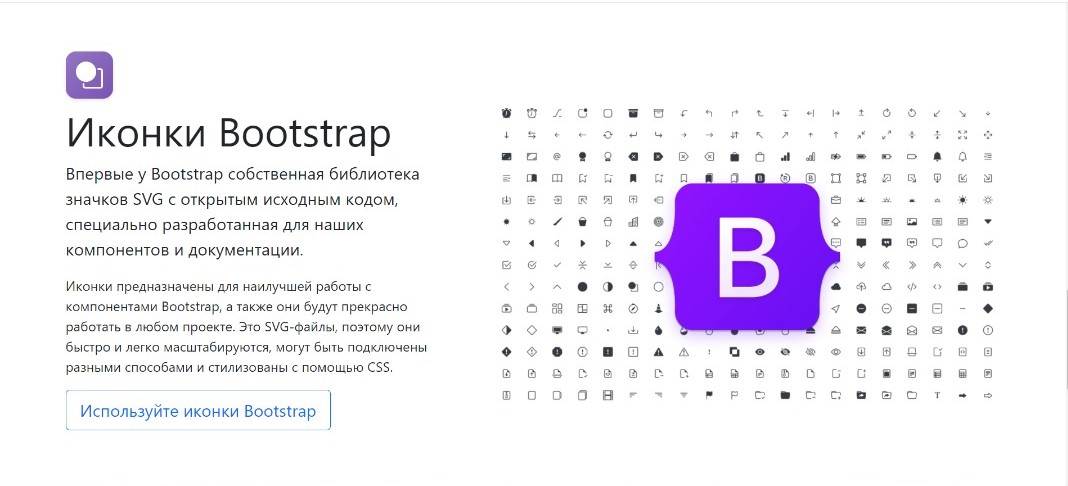 Иконки Bootstrap
Впервые у Bootstrap собственная библиотека
значков SVG с открытым исходным кодом,
специально разработанная для наших
компонентов и документации.
Иконки предназначены для наилучшей работы с
компонентами Bootstrap, а также они будут прекрасно
работать в любом проекте. Это SVG-файлы, поэтому они
быстро и легко масштабируются, могут быть подключены
разными способами и стилизованы с помощью CSS.
Используйте иконки Bootstrap
B